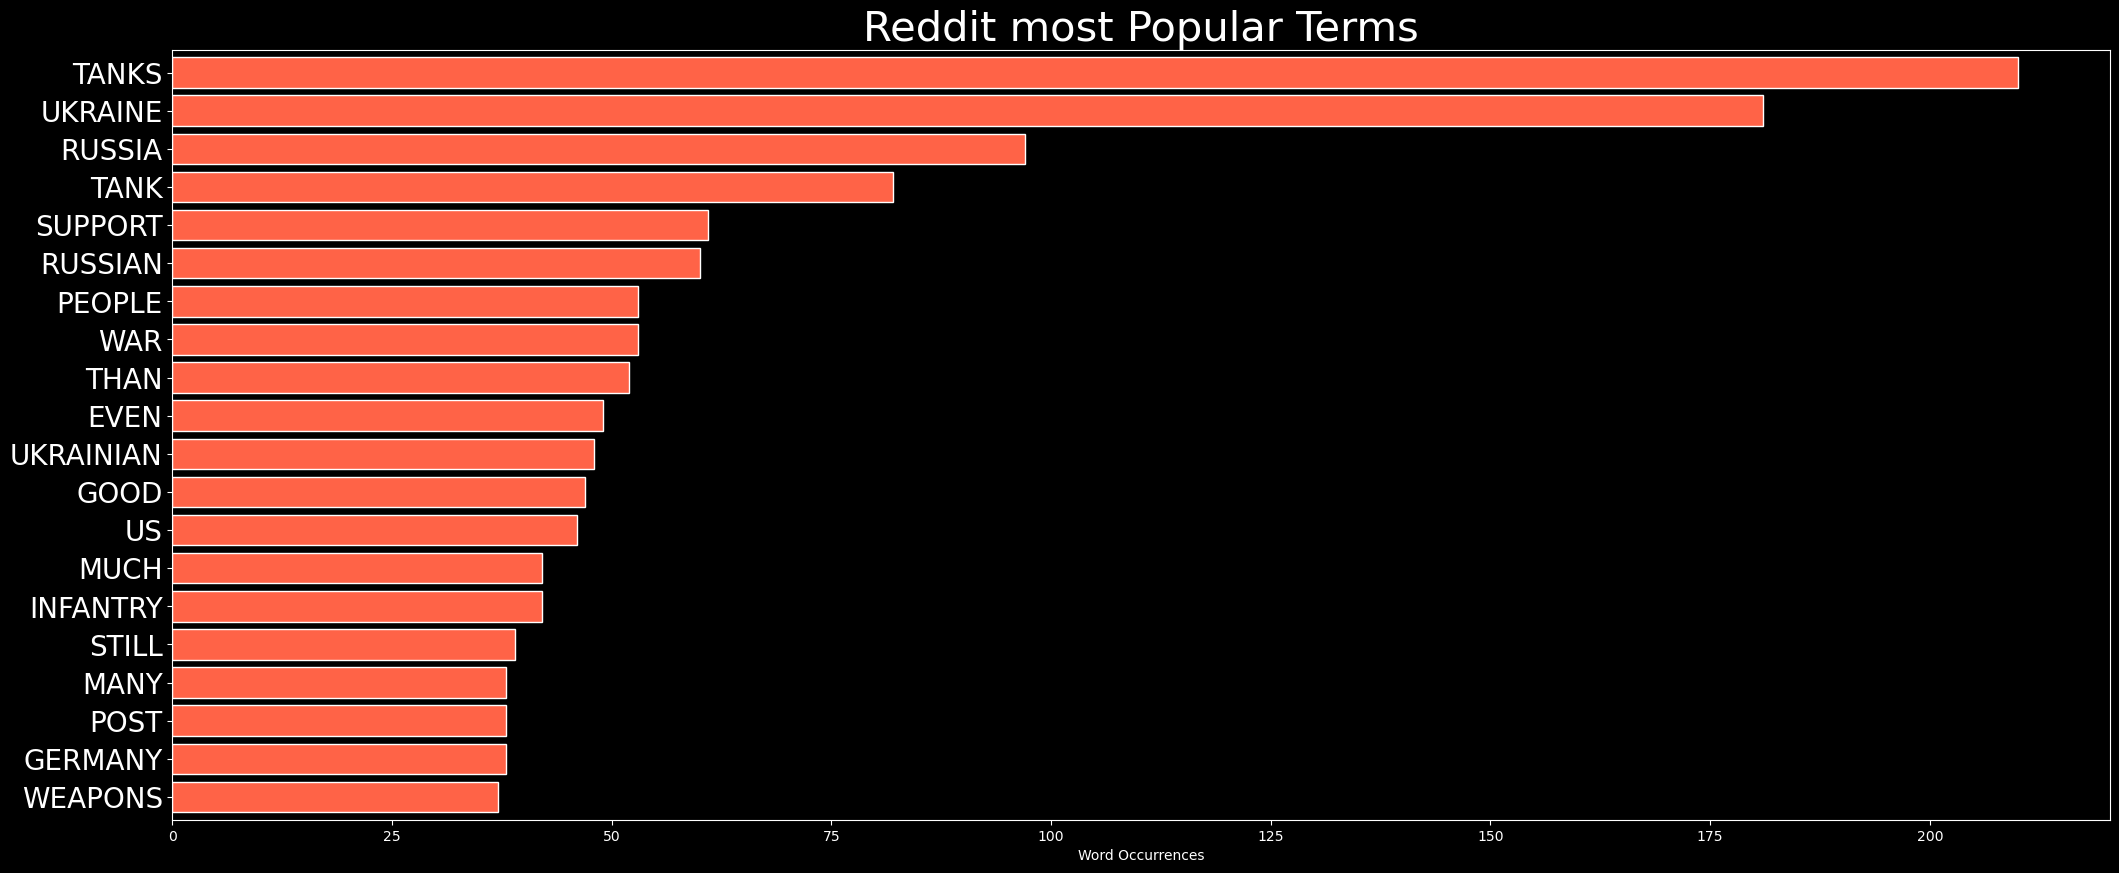 Reddit most Popular Terms
TANKS
UKRAINE
RUSSIA
TANK
SUPPORT
RUSSIAN
PEOPLE
WAR
THAN
EVEN
UKRAINIAN
GOOD
US
MUCH
INFANTRY
STILL
MANY
POST
GERMANY
WEAPONS
0 25 50 75 100 125 150 175 200
Word Occurrences